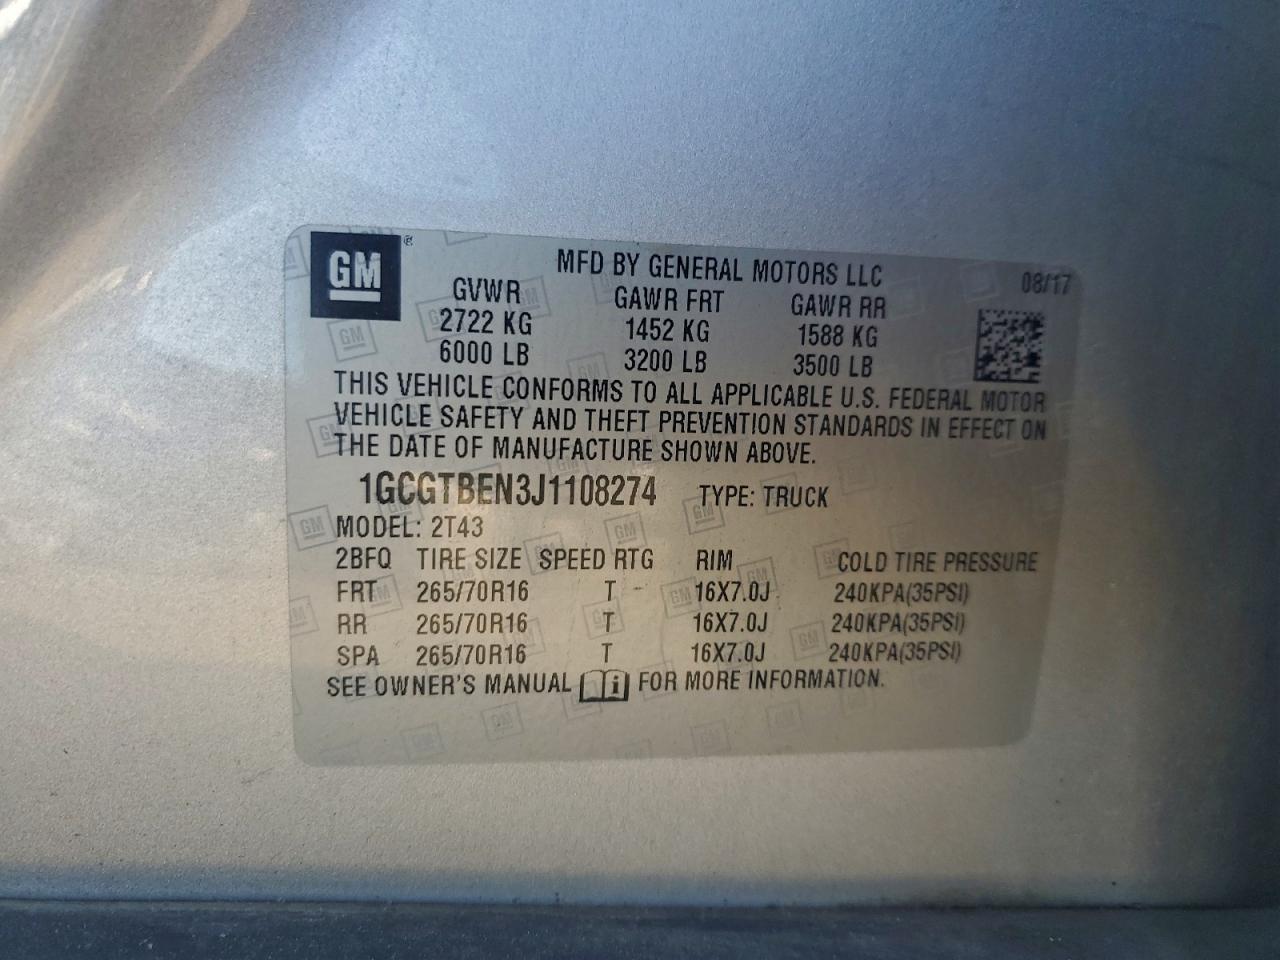 GM®
MFD BY GENERAL MOTORS LLC 08/17
GVWR GAWR FRT GAWR RR
2722 KG 1452 KG 1588 KG
6000 LB 3200 LB 3500 LB
THIS VEHICLE CONFORMS TO ALL APPLICABLE U.S. FEDERAL MOTOR
VEHICLE SAFETY AND THEFT PREVENTION STANDARDS IN EFFECT ON
THE DATE OF MANUFACTURE SHOWN ABOVE.
1GCGTBEN3J1108274 TYPE: TRUCK
MODEL: 2T43
2BFQ TIRE SIZE SPEED RTG RIM COLD TIRE PRESSURE
FRT 265/70R16 T 16X7.0J 240KPA(35PSI)
RR 265/70R16 T 16X7.0J 240KPA(35PSI)
SPA 265/70R16 T 16X7.0J 240KPA(35PSI)
SEE OWNER'S MANUAL i FOR MORE INFORMATION.